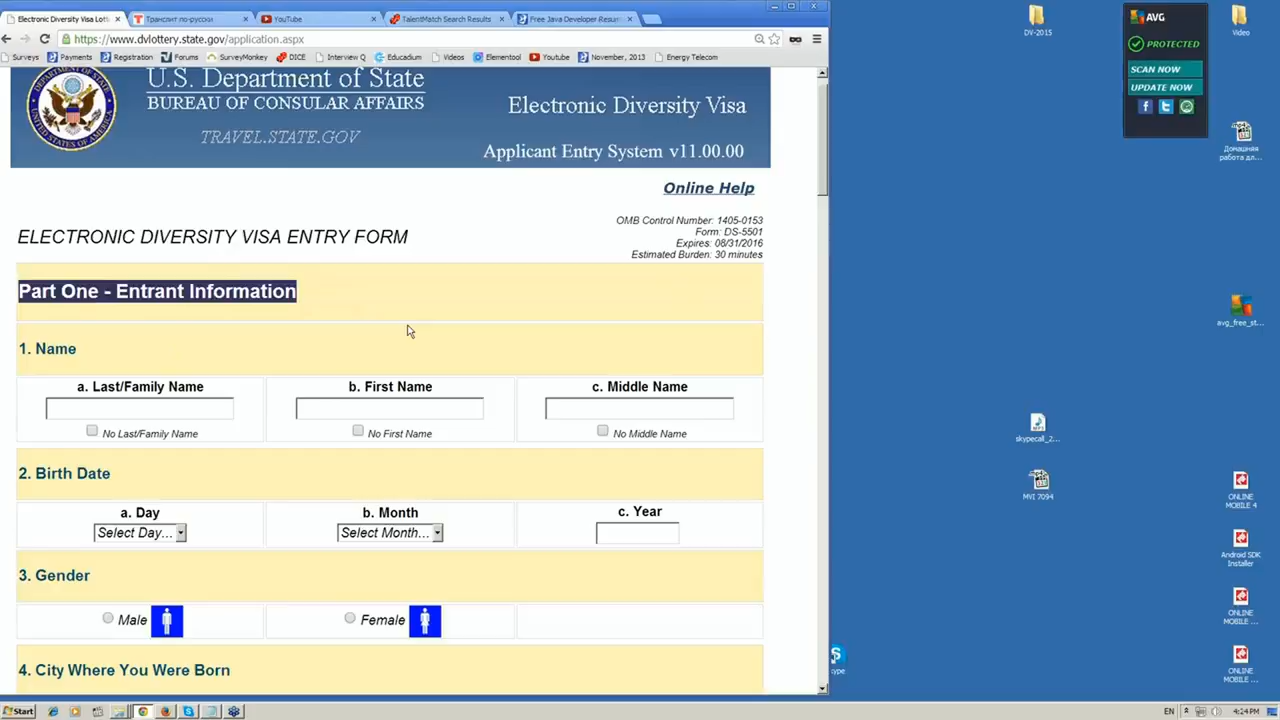 Electronic Diversity Visa Lott
Транслит по-русски
YouTube
TalentMatch Search Results
Free Java Developer Resum
https://www.dvlottery.state.gov/application.aspx
Surveys
Payments
Registration
Forums
SurveyMonkey
DICE
Interview Q
Educadium
Videos
Elementool
Youtube
November, 2013
Energy Telecom
U.S. Department of State
BUREAU OF CONSULAR AFFAIRS
TRAVEL.STATE.GOV
Electronic Diversity Visa
Applicant Entry System v11.00.00
Online Help
OMB Control Number: 1405-0153
Form: DS-5501
Expires: 08/31/2016
Estimated Burden: 30 minutes
ELECTRONIC DIVERSITY VISA ENTRY FORM
Part One - Entrant Information
1. Name
a. Last/Family Name
b. First Name
c. Middle Name
No Last/Family Name
No First Name
No Middle Name
2. Birth Date
a. Day
b. Month
c. Year
Select Day...
Select Month...
3. Gender
Male
Female
4. City Where You Were Born
DV-2015
AVG
PROTECTED
SCAN NOW
UPDATE NOW
Video
Домашняя
работа дл...
avg_free_st...
skypecall_2...
MVI 7094
ONLINE
MOBILE 4
Android SDK
Installer
ONLINE
MOBILE ...
ONLINE
MOBILE ...
Start
EN
4:24 PM